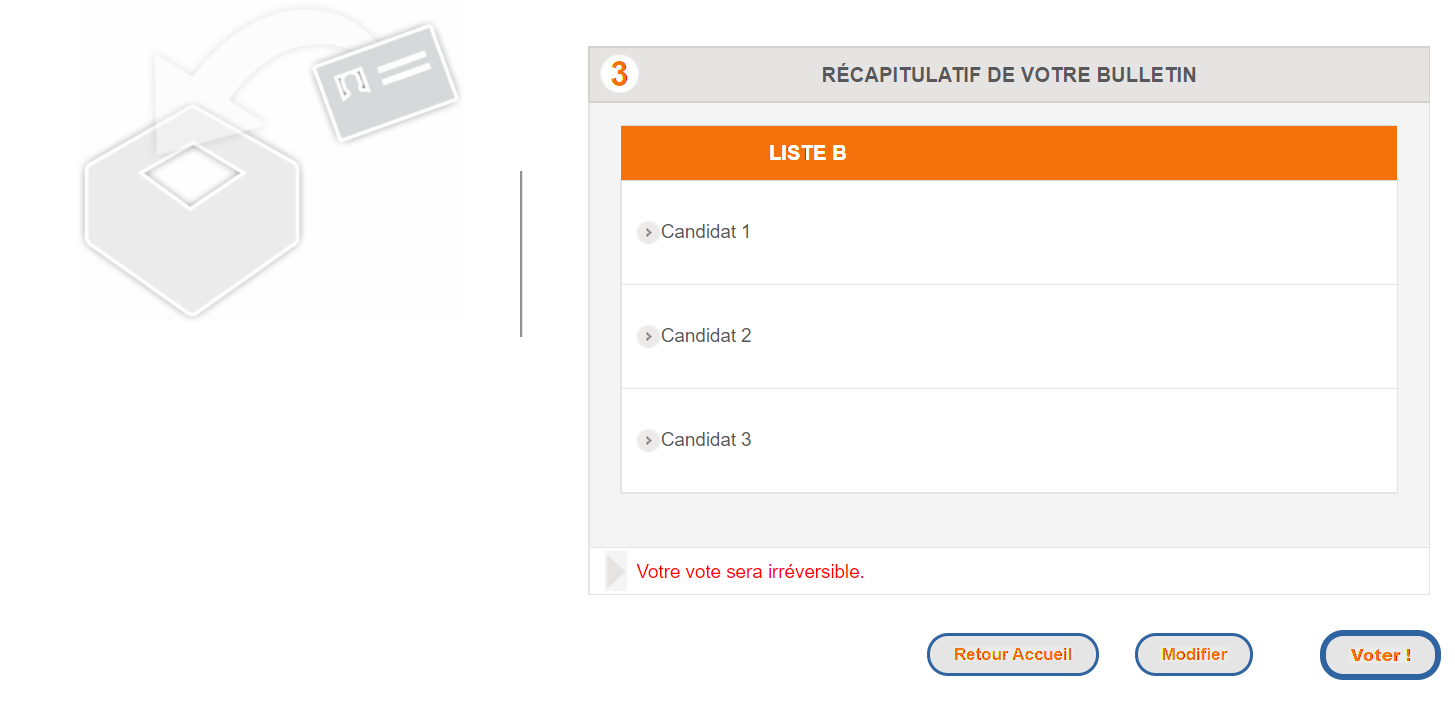 3
RÉCAPITULATIF DE VOTRE BULLETIN
LISTE B
Candidat 1
Candidat 2
Candidat 3
Votre vote sera irréversible.
Retour Accueil
Modifier
Voter !